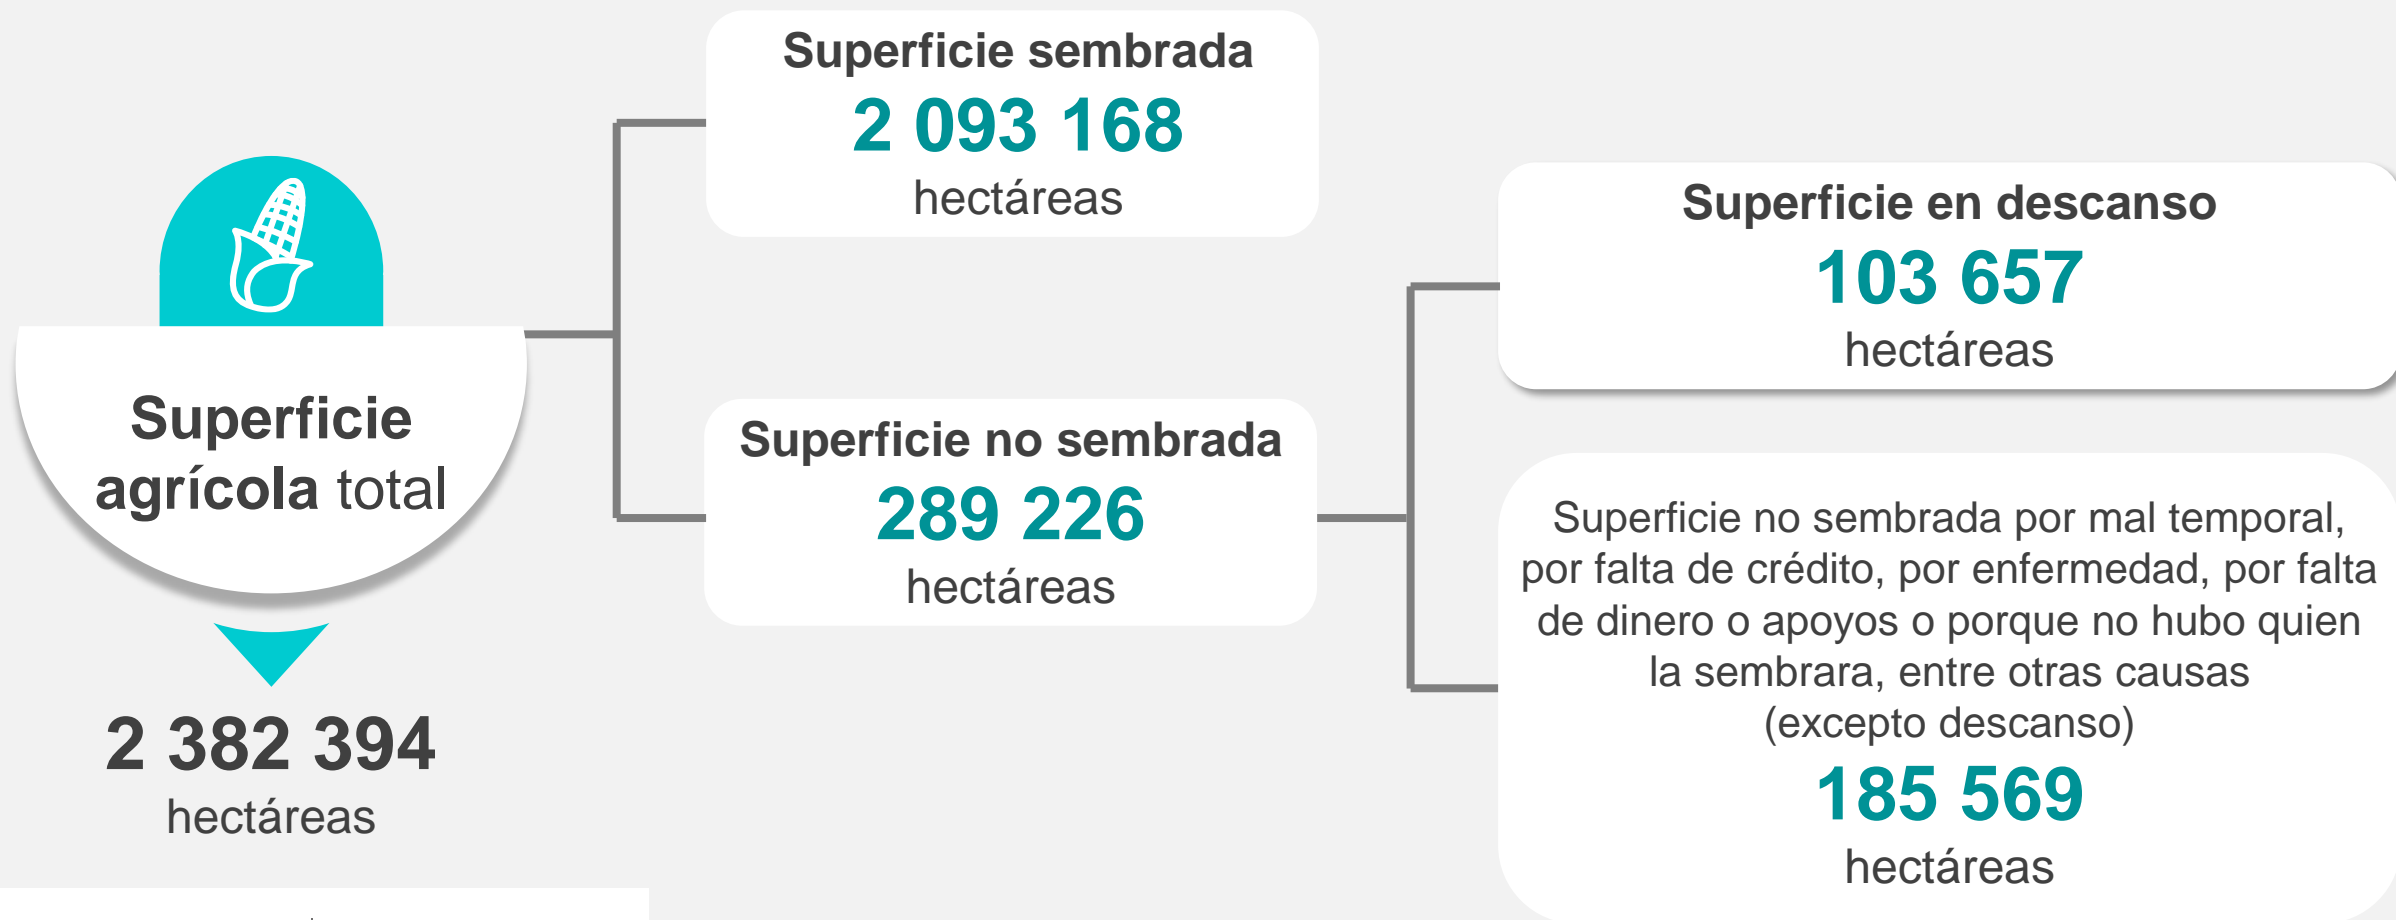 Superficie
agrícola total
2 382 394
hectáreas
Superficie sembrada
2 093 168
hectáreas
Superficie no sembrada
289 226
hectáreas
Superficie en descanso
103 657
hectáreas
Superficie no sembrada por mal temporal,
por falta de crédito, por enfermedad, por falta
de dinero o apoyos o porque no hubo quien
la sembrara, entre otras causas
(excepto descanso)
185 569
hectáreas